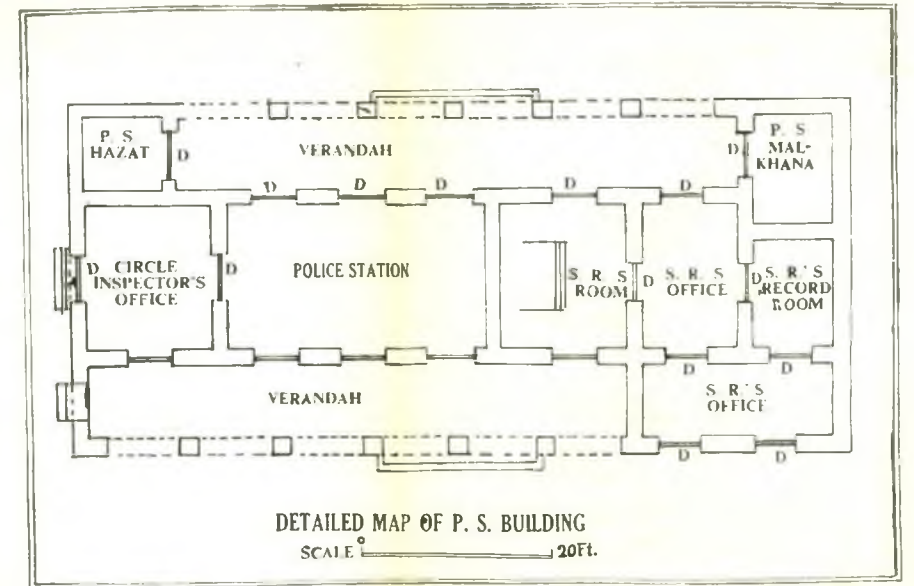 P. S
HAZAT
D
VERANDAH
D
P. S
MAL-
KHANA
D
D
D
D
D
D
CIRCLE
INSPECTOR'S
OFFICE
D
POLICE STATION
S R S
ROOM
D
S. R. S
OFFICE
D
S. R.'S
RECORD
ROOM
VERANDAH
D
D
S R.'S
OFFICE
D
D
DETAILED MAP OF P. S. BUILDING
SCALE 0 20Ft.